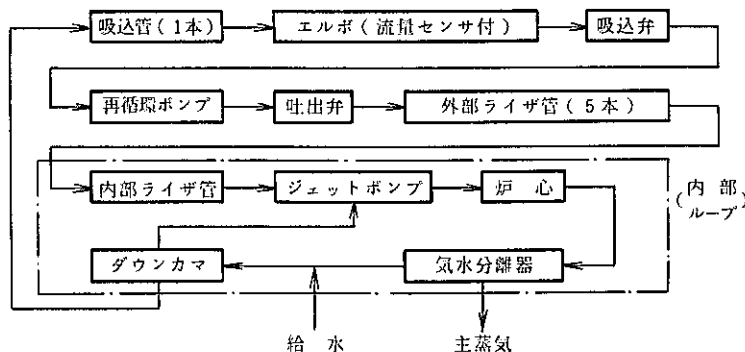 吸込管(1本)
エルボ(流量センサ付)
吸込弁
再循環ポンプ
吐出弁
外部ライザ管(5本)
内部ライザ管
ジェットポンプ
炉心
(内部
ループ)
ダウンカマ
気水分離器
給水
主蒸気